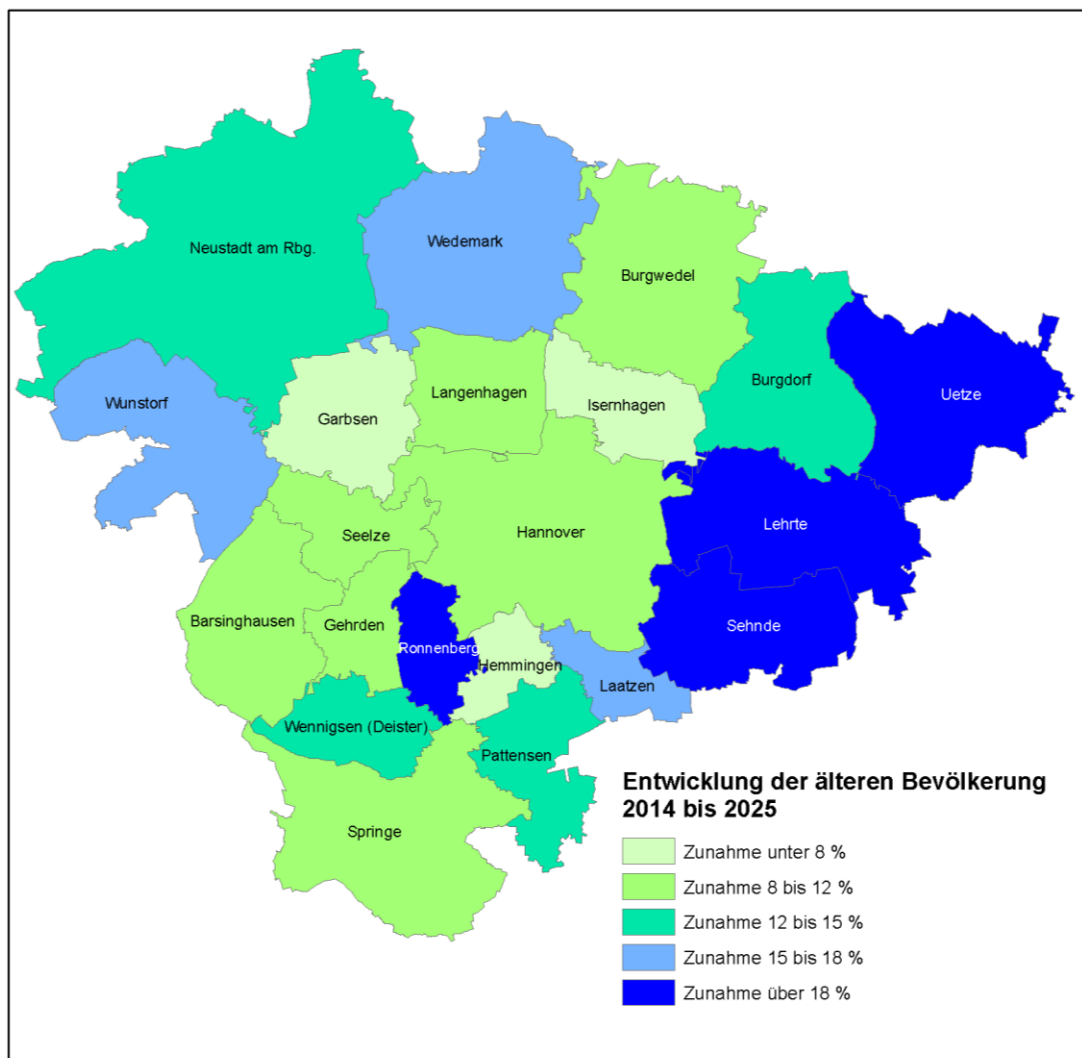 Neustadt am Rbg.
Wedemark
Burgwedel
Wunstorf
Garbsen
Langenhagen
Isernhagen
Burgdorf
Uetze
Seelze
Hannover
Lehrte
Barsinghausen
Gehrden
Ronnenberg
Hemmingen
Sehnde
Laatzen
Wennigsen (Deister)
Pattensen
Springe
Entwicklung der älteren Bevölkerung
2014 bis 2025
Zunahme unter 8 %
Zunahme 8 bis 12 %
Zunahme 12 bis 15 %
Zunahme 15 bis 18 %
Zunahme über 18 %